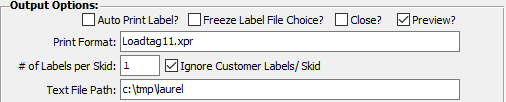 Output Options:
Auto Print Label? Freeze Label File Choice? Close? Preview?
Print Format: Loadtag11.xpr
# of Labels per Skid: 1 Ignore Customer Labels/ Skid
Text File Path: c:\tmp\laurel